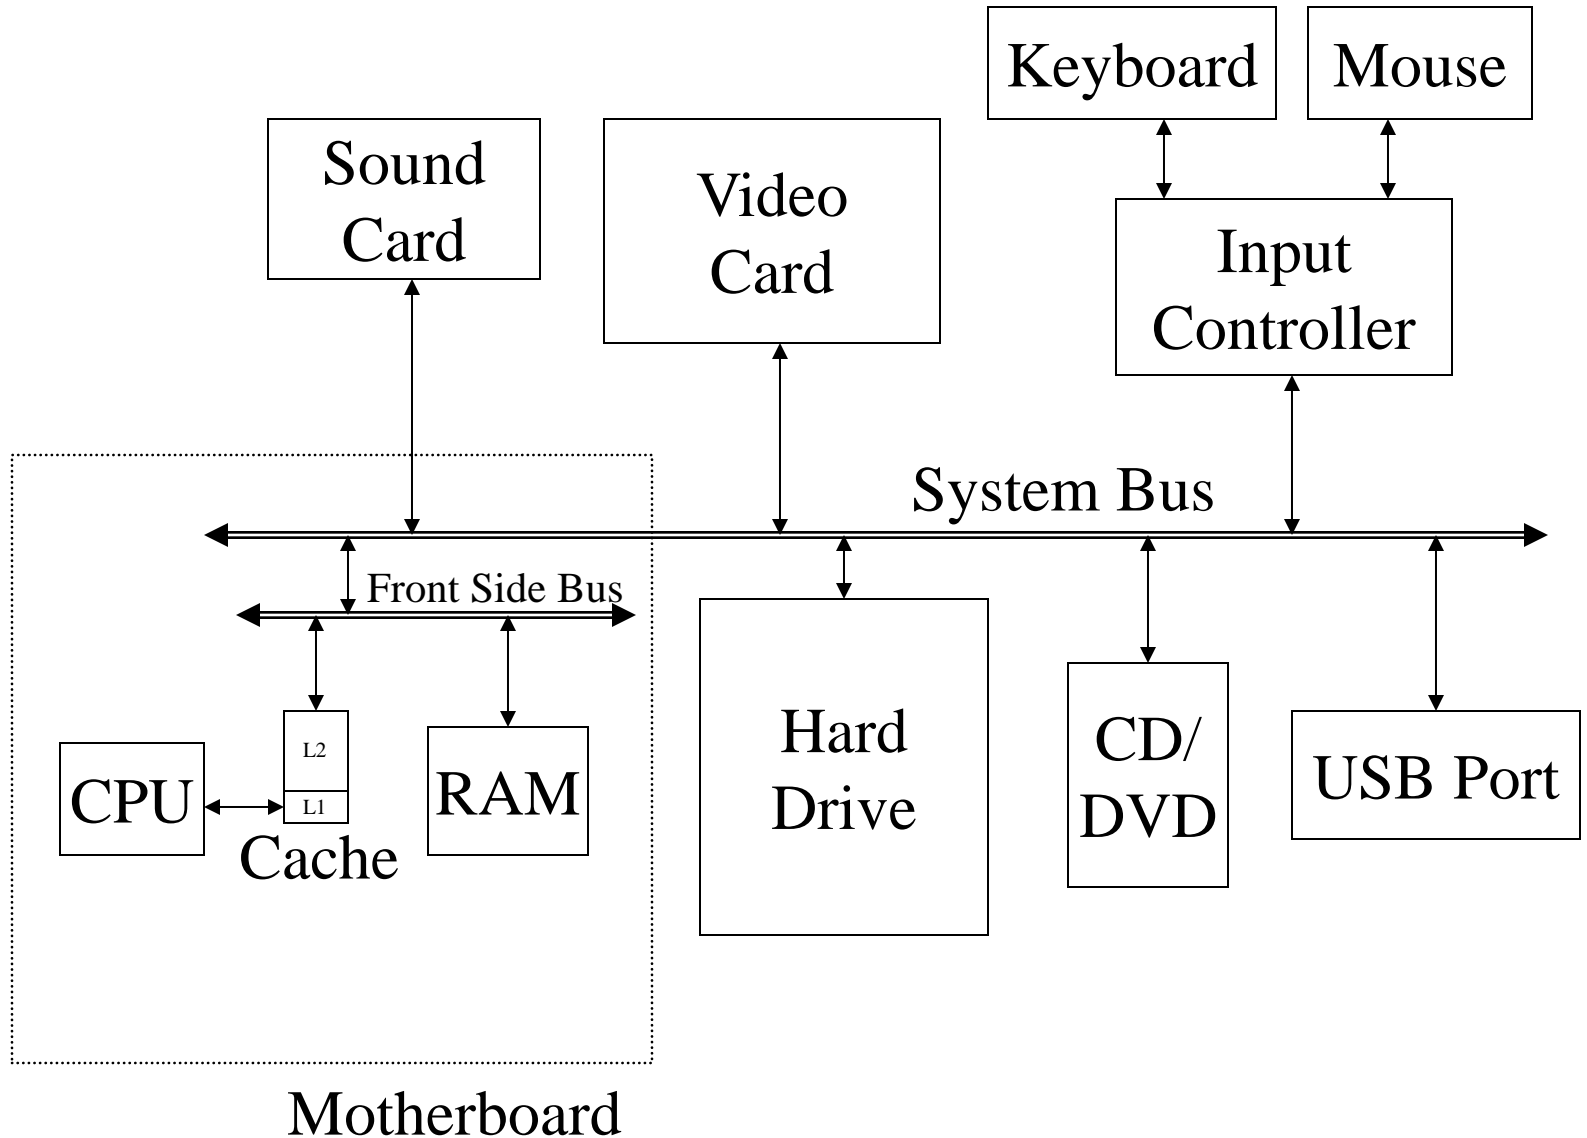 Keyboard
Mouse
Sound
Card
Video
Card
Input
Controller
System Bus
Front Side Bus
L2
L1
CPU
Cache
RAM
Hard
Drive
CD/
DVD
USB Port
Motherboard